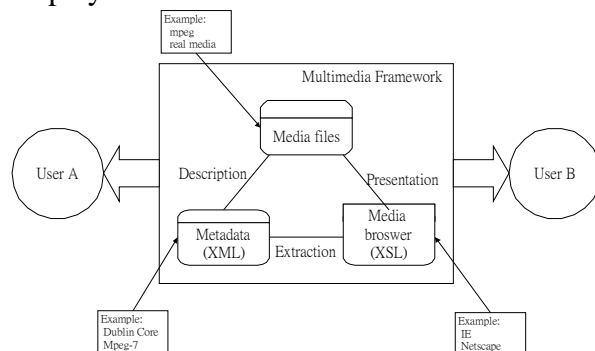 Example:
mpeg
real media
Multimedia Framework
Media files
User A
User B
Description
Presentation
Metadata
(XML)
Extraction
Media
broswer
(XSL)
Example:
Dublin Core
Mpeg-7
Example:
IE
Netscape